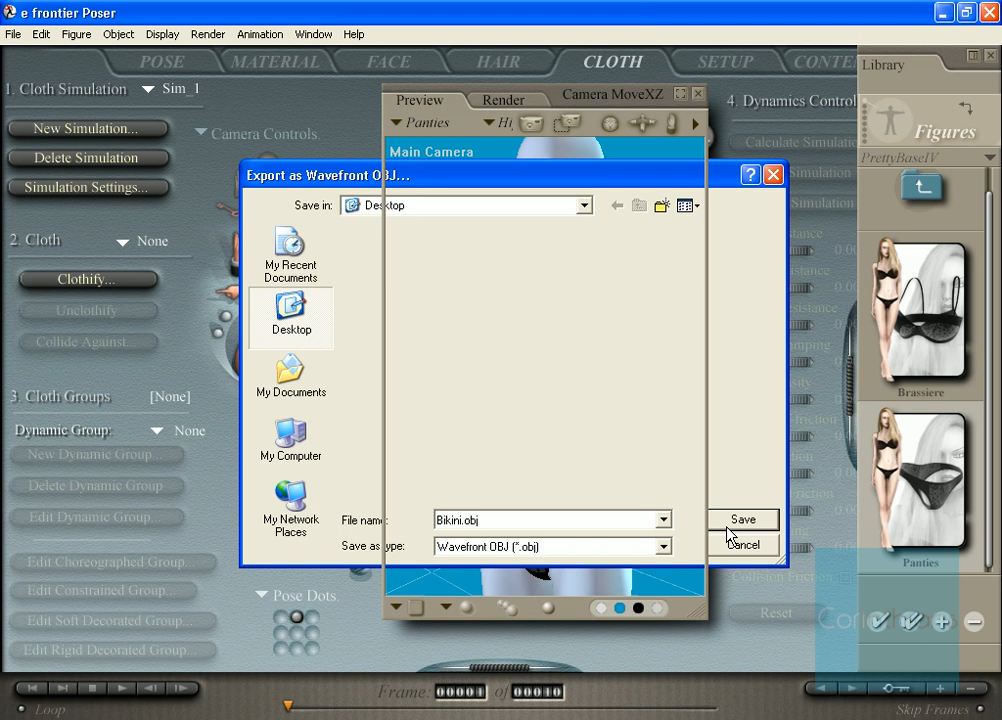 e frontier Poser
File Edit Figure Object Display Render Animation Window Help
POSE MATERIAL FACE HAIR CLOTH SETUP CONTE
1. Cloth Simulation Sim_1
New Simulation...
Delete Simulation
Simulation Settings...
2. Cloth None
Clothify...
Unclothify
Collide Against...
3. Cloth Groups [None]
Dynamic Group: None
New Dynamic Group...
Delete Dynamic Group
Edit Dynamic Group...
Edit Choreographed Group...
Edit Constrained Group...
Edit Soft Decorated Group...
Edit Rigid Decorated Group...
Camera Controls.
Preview Render Camera MoveXZ
Panties
Main Camera
Export as Wavefront OBJ...
Save in: Desktop
My Recent Documents
Desktop
My Documents
My Computer
My Network Places
File name: Bikini.obj
Save as type: Wavefront OBJ (*.obj)
Save
Cancel
Pose Dots.
4. Dynamics Control
Calculate Simulation
Simulation
Simulation
Collision Friction
Reset
Library
Figures
PrettyBaseIV
Brassiere
Panties
Frame: 00001 of 00010
Loop
Skip Frames